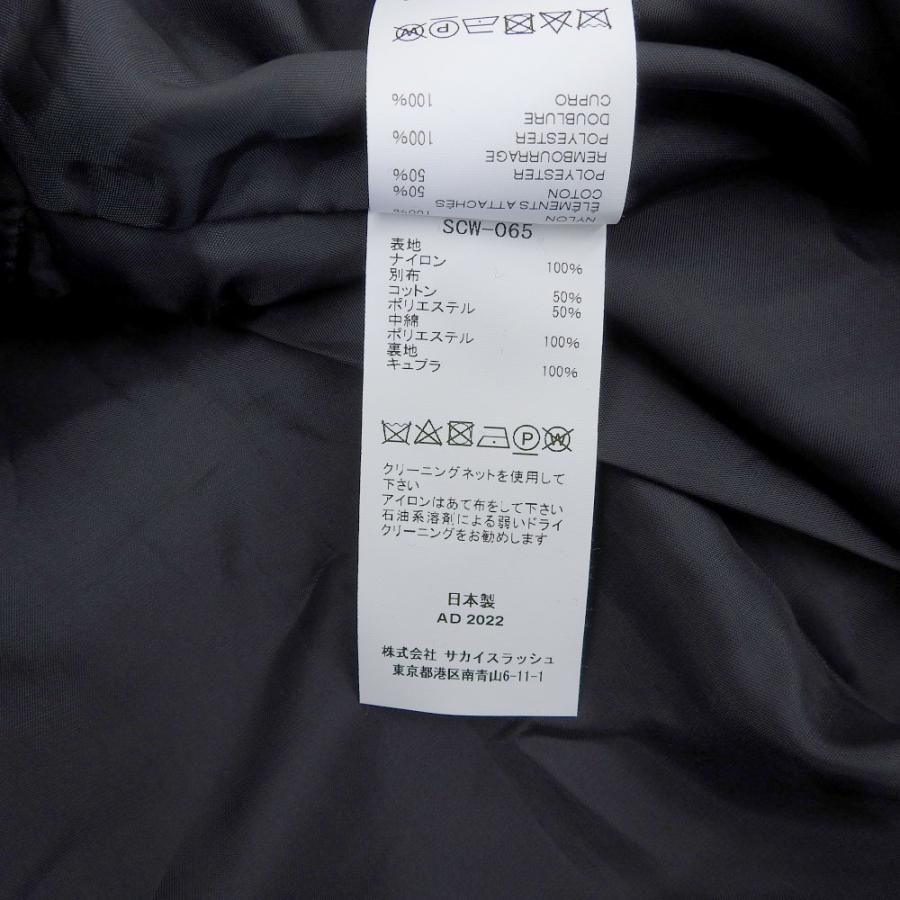 100%
CUPRO
DOUBLURE
100%
POLYESTER
REMBOURRAGE
50%
POLYESTER
50%
COTON
ÉLÉMENTS ATTACHÉS
100%
NYLON
SCW-065
表地
ナイロン 100%
別布
コットン 50%
ポリエステル 50%
中綿
ポリエステル 100%
裏地
キュプラ 100%
クリーニングネットを使用して
下さい
アイロンはあて布をして下さい
石油系溶剤による弱いドライ
クリーニングをお勧めします
日本製
AD 2022
株式会社 サカイスラッシュ
東京都港区南青山6-11-1